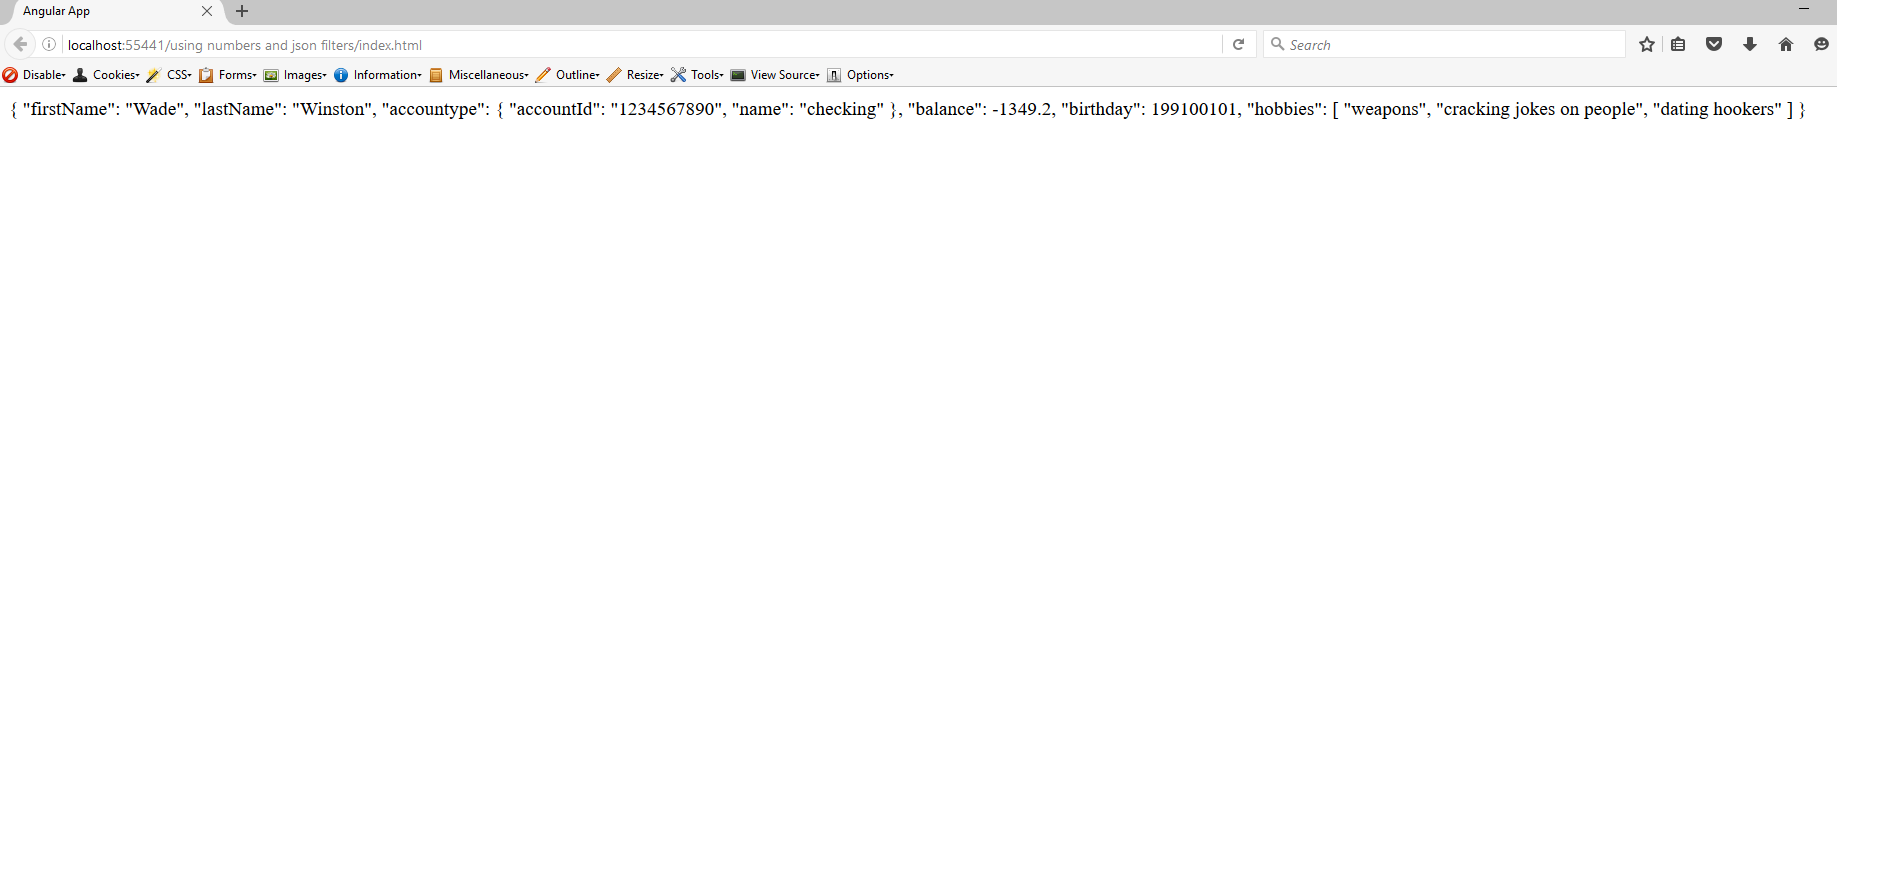 Angular App
localhost:55441/using numbers and json filters/index.html
Search
Disable Cookies CSS Forms Images Information Miscellaneous Outline Resize Tools View Source Options
{ "firstName": "Wade", "lastName": "Winston", "accountype": { "accountId": "1234567890", "name": "checking" }, "balance": -1349.2, "birthday": 199100101, "hobbies": [ "weapons", "cracking jokes on people", "dating hookers" ] }